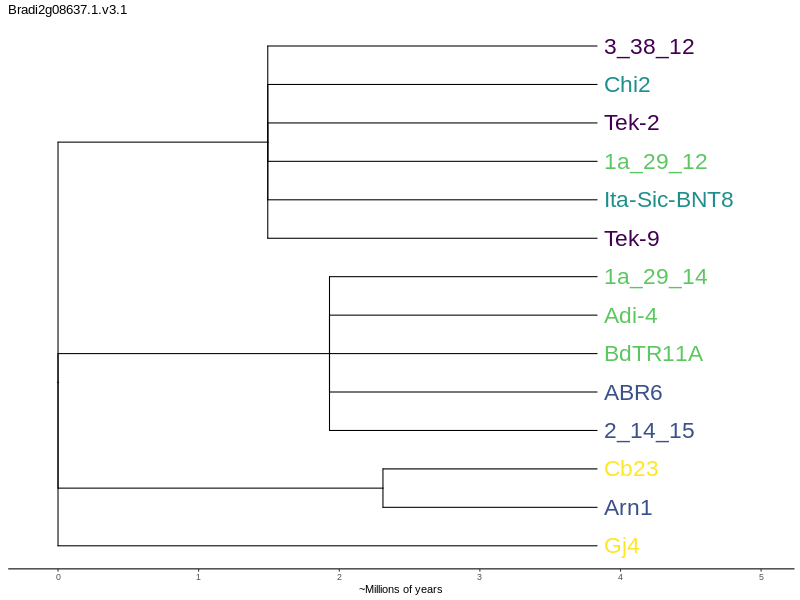 Bradi2g08637.1.v3.1
3_38_12
Chi2
Tek-2
1a_29_12
Ita-Sic-BNT8
Tek-9
1a_29_14
Adi-4
BdTR11A
ABR6
2_14_15
Cb23
Arn1
Gj4
0 1 2 3 4 5
~Millions of years